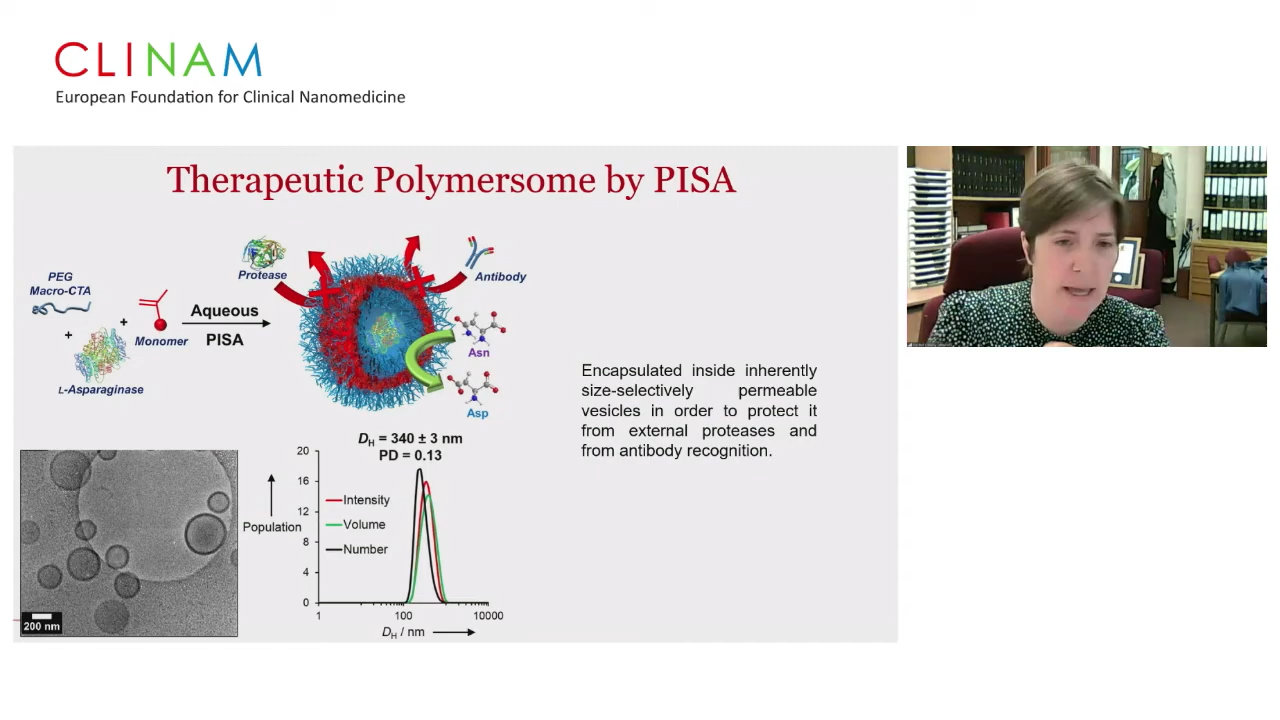 CLINAM
European Foundation for Clinical Nanomedicine
Therapeutic Polymersome by PISA
PEG
Macro-CTA
+
L-Asparaginase
+
Monomer
Aqueous
PISA
Protease
Antibody
Asn
Asp
Encapsulated inside inherently
size-selectively permeable
vesicles in order to protect it
from external proteases and
from antibody recognition.
200 nm
DH = 340 ± 3 nm
PD = 0.13
Population
20
16
12
8
4
0
Intensity
Volume
Number
1
100
10000
DH / nm